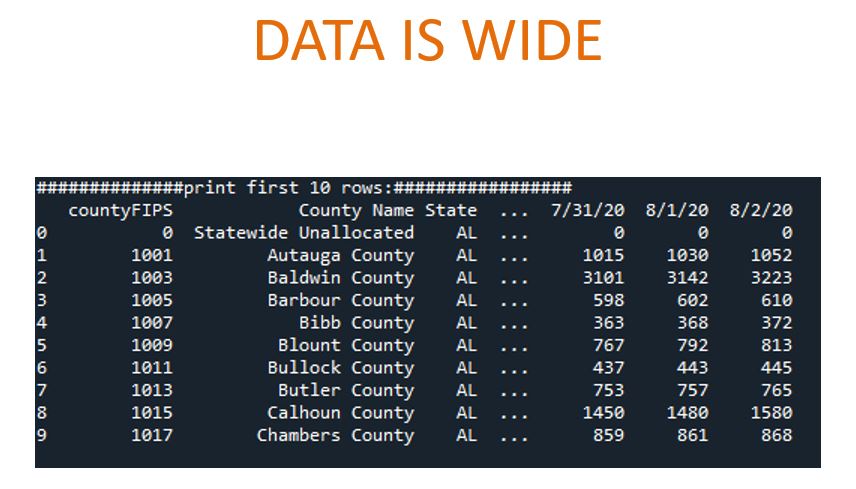 DATA IS WIDE
##############print first 10 rows:#################
countyFIPS County Name State ... 7/31/20 8/1/20 8/2/20
0 0 Statewide Unallocated AL ... 0 0 0
1 1001 Autauga County AL ... 1015 1030 1052
2 1003 Baldwin County AL ... 3101 3142 3223
3 1005 Barbour County AL ... 598 602 610
4 1007 Bibb County AL ... 363 368 372
5 1009 Blount County AL ... 767 792 813
6 1011 Bullock County AL ... 437 443 445
7 1013 Butler County AL ... 753 757 765
8 1015 Calhoun County AL ... 1450 1480 1580
9 1017 Chambers County AL ... 859 861 868